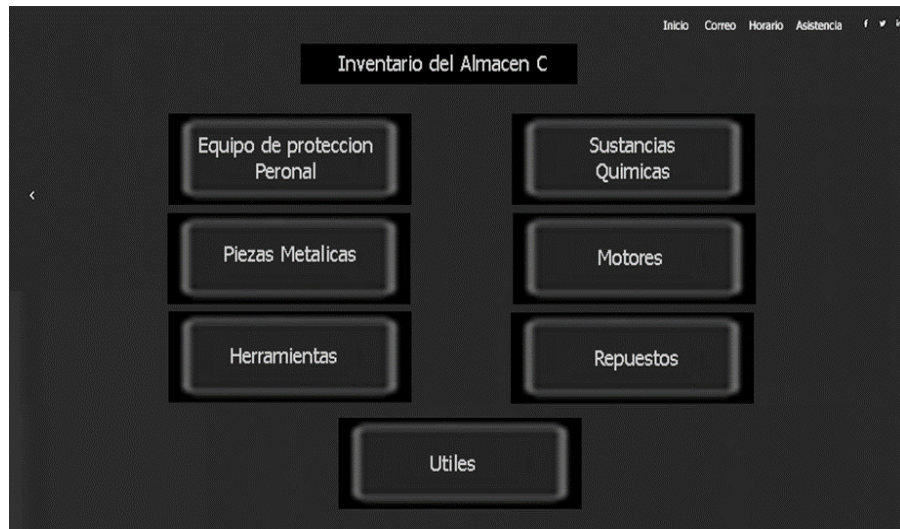 Inicio Correo Horario Asistencia
Inventario del Almacen C
Equipo de proteccion
Peronal
Sustancias
Quimicas
Piezas Metalicas
Motores
Herramientas
Repuestos
Utiles